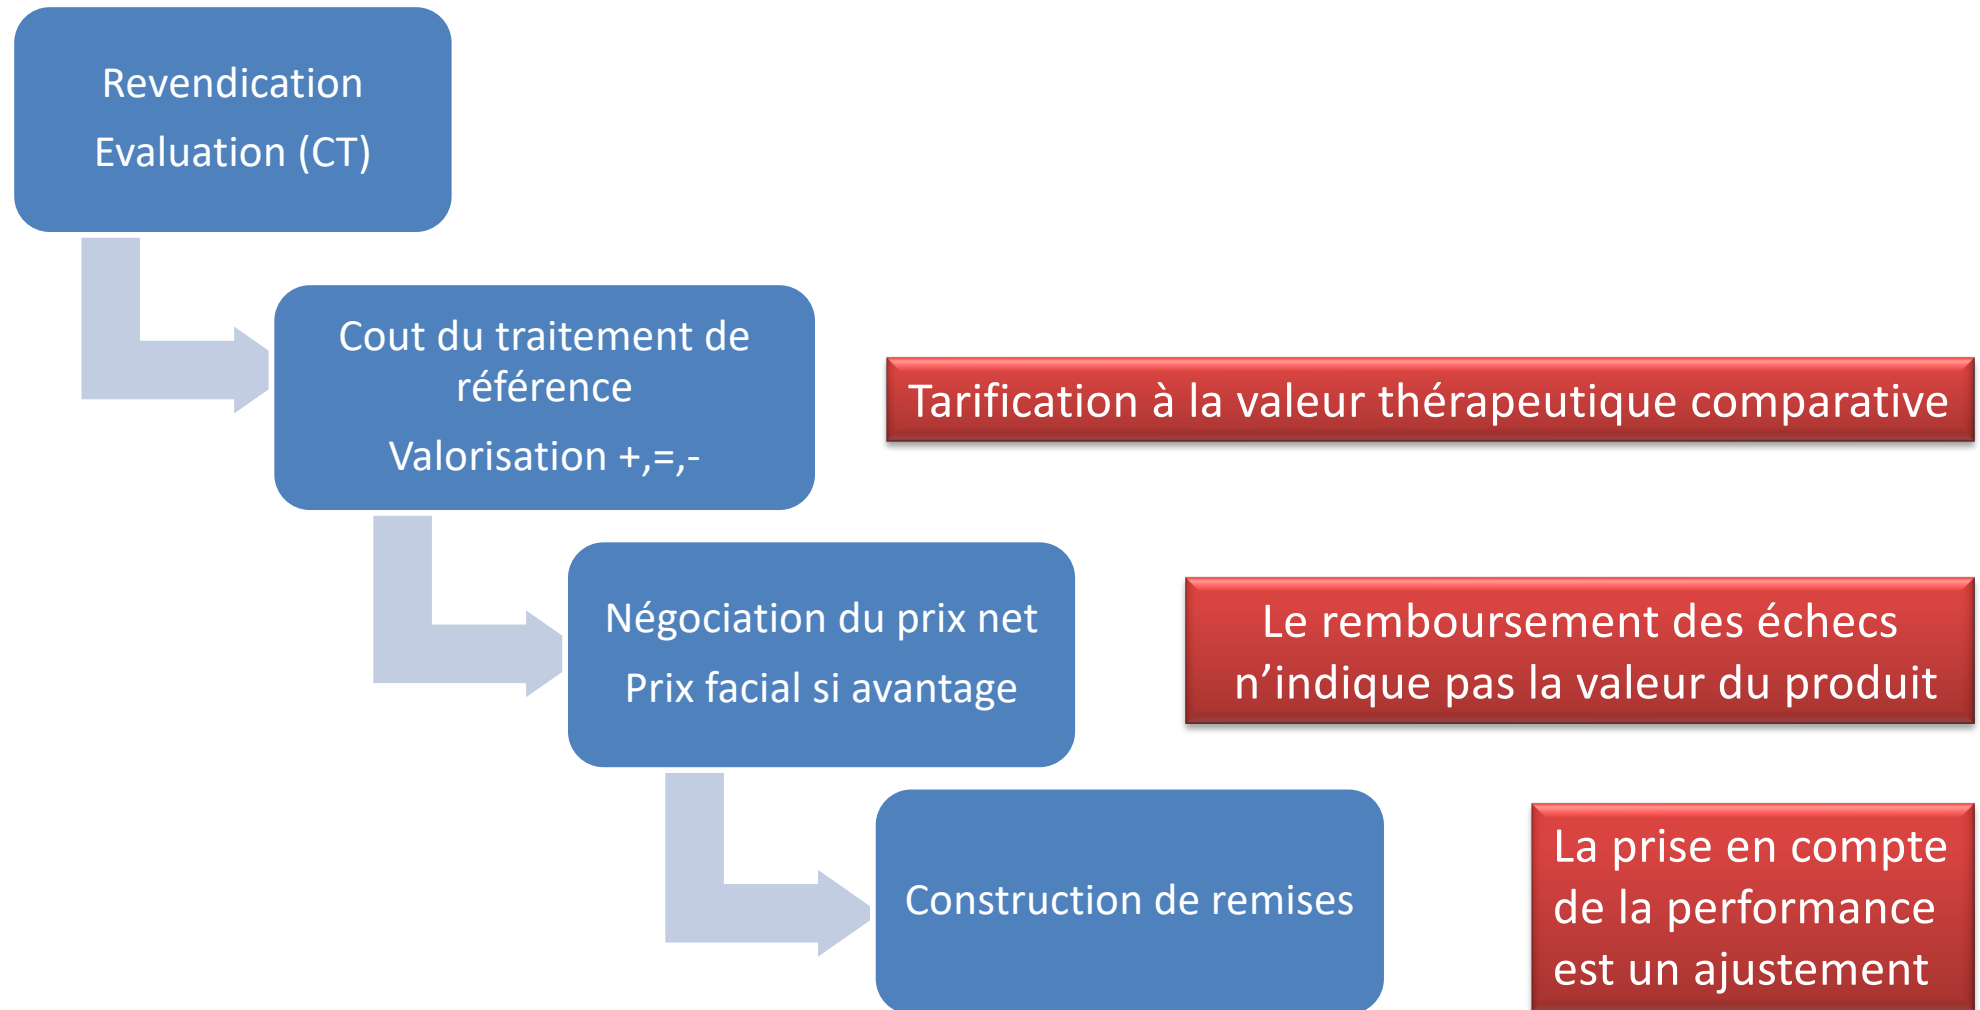 Revendication
Evaluation (CT)
Cout du traitement de
référence
Valorisation +,=,-
Tarification à la valeur thérapeutique comparative
Négociation du prix net
Prix facial si avantage
Le remboursement des échecs
n’indique pas la valeur du produit
Construction de remises
La prise en compte
de la performance
est un ajustement